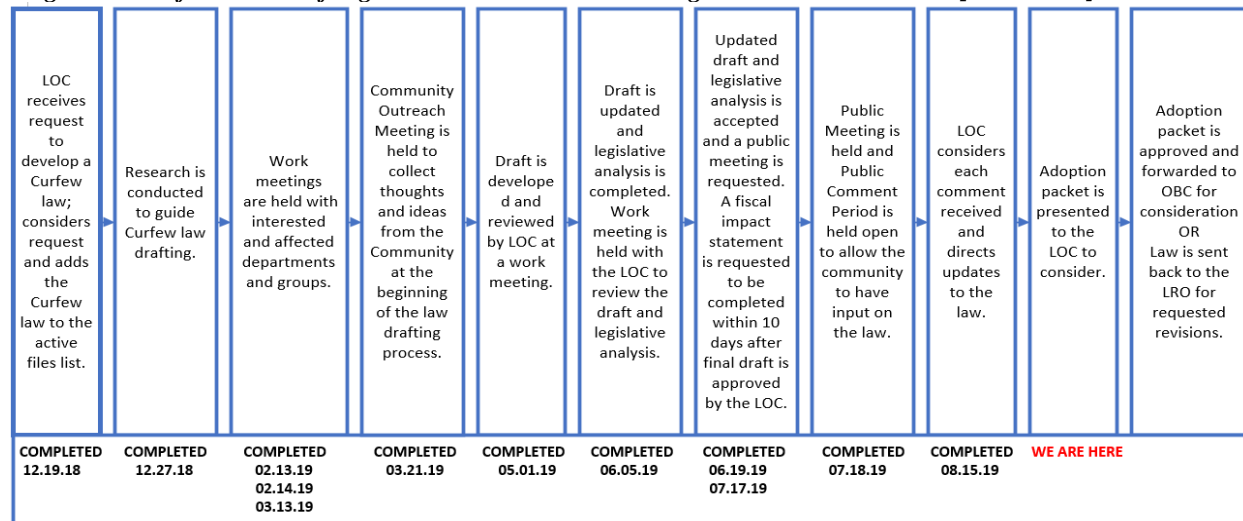 LOC
receives
request
to
develop a
Curfew
law;
considers
request
and adds
the
Curfew
law to the
active
files list.
Research is
conducted
to guide
Curfew law
drafting.
Work
meetings
are held with
interested
and affected
departments
and groups.
Community
Outreach
Meeting is
held to
collect
thoughts
and ideas
from the
Community
at the
beginning
of the law
drafting
process.
Draft is
develope
d and
reviewed
by LOC at
a work
meeting.
Draft is
updated
and
legislative
analysis is
completed.
Work
meeting is
held with
the LOC to
review the
draft and
legislative
analysis.
Updated
draft and
legislative
analysis is
accepted
and a public
meeting is
requested.
A fiscal
impact
statement
is requested
to be
completed
within 10
days after
final draft is
approved
by the LOC.
Public
Meeting is
held and
Public
Comment
Period is
held open
to allow the
community
to have
input on
the law.
LOC
considers
each
comment
received
and
directs
updates
to the
law.
Adoption
packet is
presented
to the
LOC to
consider.
Adoption
packet is
approved and
forwarded to
OBC for
consideration
OR
Law is sent
back to the
LRO for
requested
revisions.
COMPLETED
12.19.18
COMPLETED
12.27.18
COMPLETED
02.13.19
02.14.19
03.13.19
COMPLETED
03.21.19
COMPLETED
05.01.19
COMPLETED
06.05.19
COMPLETED
06.19.19
07.17.19
COMPLETED
07.18.19
COMPLETED
08.15.19
WE ARE HERE